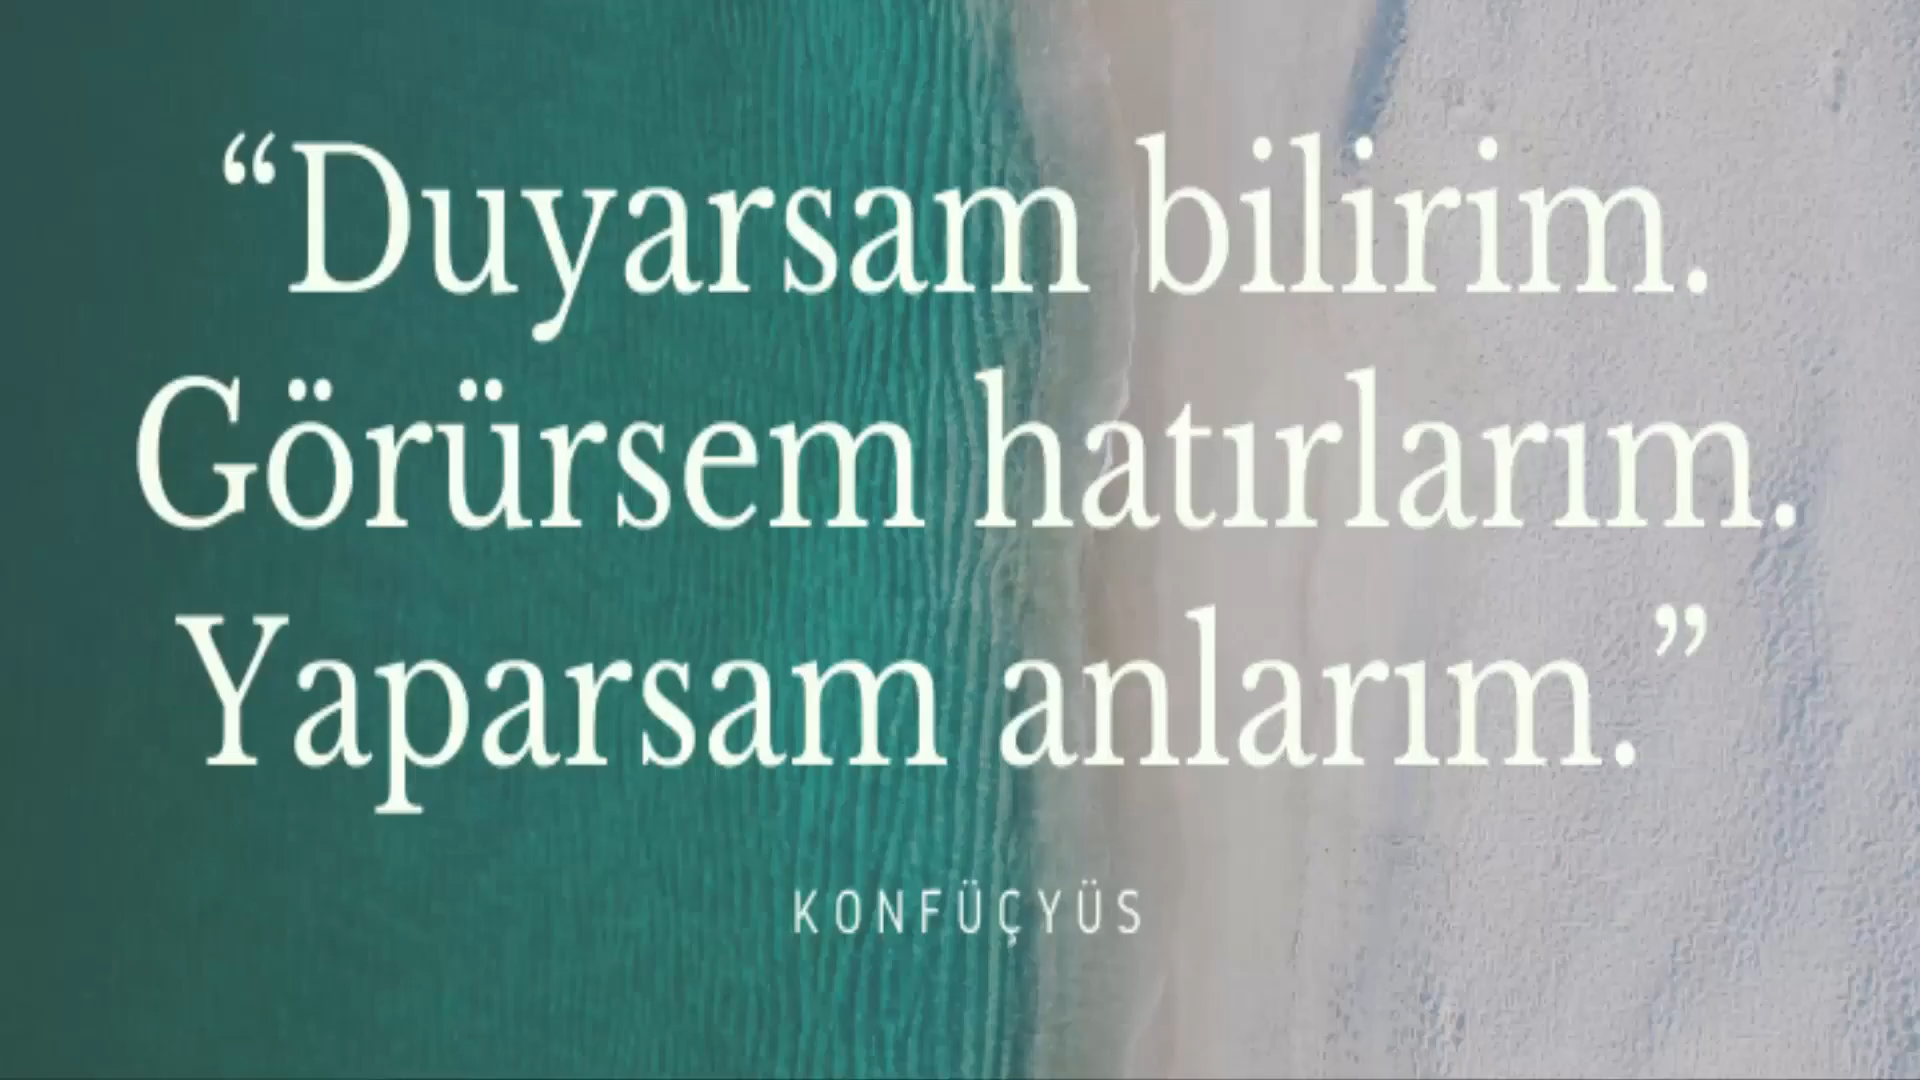 “Duyarsam bilirim.
Görürsem hatırlarım.
Yaparsam anlarım.”
KONFÜÇYÜS